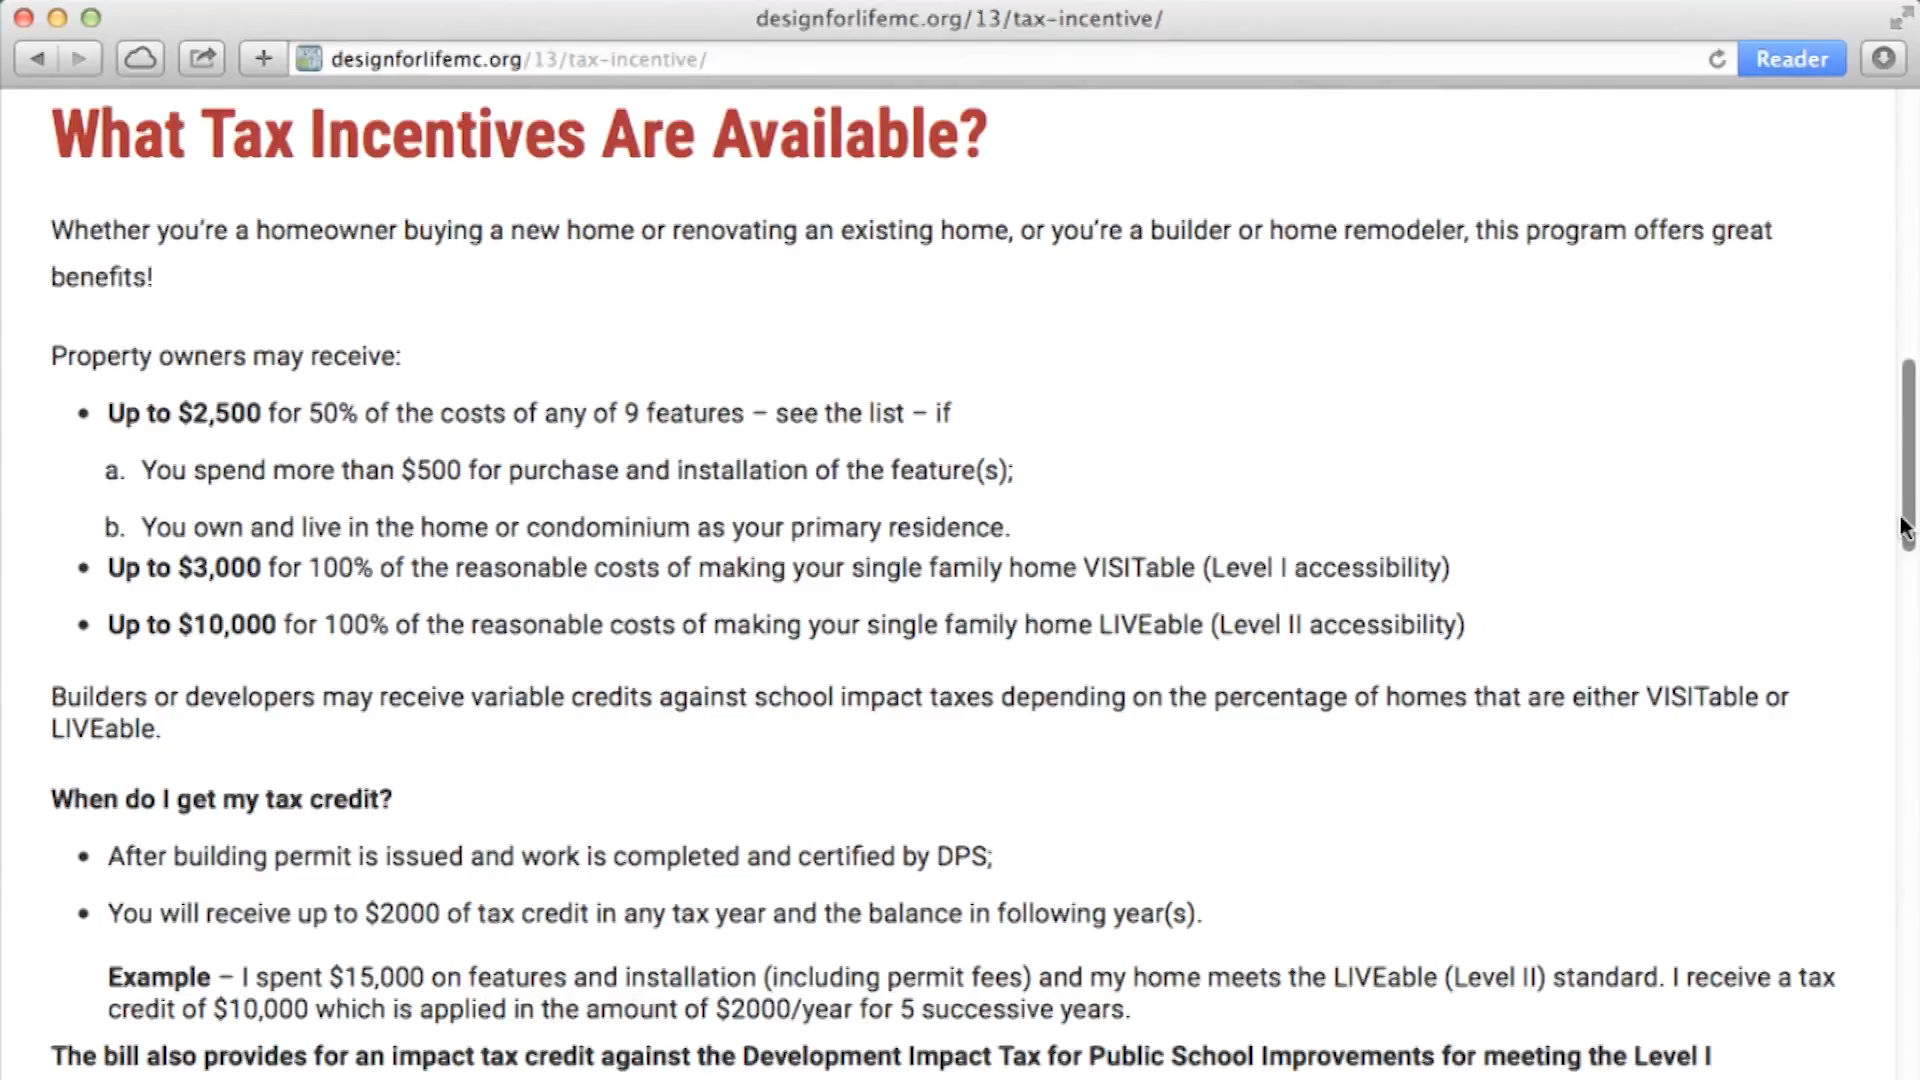 designforlifemc.org/13/tax-incentive/
designforlifemc.org/13/tax-incentive/
Reader
What Tax Incentives Are Available?
Whether you’re a homeowner buying a new home or renovating an existing home, or you’re a builder or home remodeler, this program offers great
benefits!
Property owners may receive:
• Up to $2,500 for 50% of the costs of any of 9 features – see the list – if
a. You spend more than $500 for purchase and installation of the feature(s);
b. You own and live in the home or condominium as your primary residence.
• Up to $3,000 for 100% of the reasonable costs of making your single family home VISITable (Level I accessibility)
• Up to $10,000 for 100% of the reasonable costs of making your single family home LIVEable (Level II accessibility)
Builders or developers may receive variable credits against school impact taxes depending on the percentage of homes that are either VISITable or
LIVEable.
When do I get my tax credit?
• After building permit is issued and work is completed and certified by DPS;
• You will receive up to $2000 of tax credit in any tax year and the balance in following year(s).
Example – I spent $15,000 on features and installation (including permit fees) and my home meets the LIVEable (Level II) standard. I receive a tax
credit of $10,000 which is applied in the amount of $2000/year for 5 successive years.
The bill also provides for an impact tax credit against the Development Impact Tax for Public School Improvements for meeting the Level I